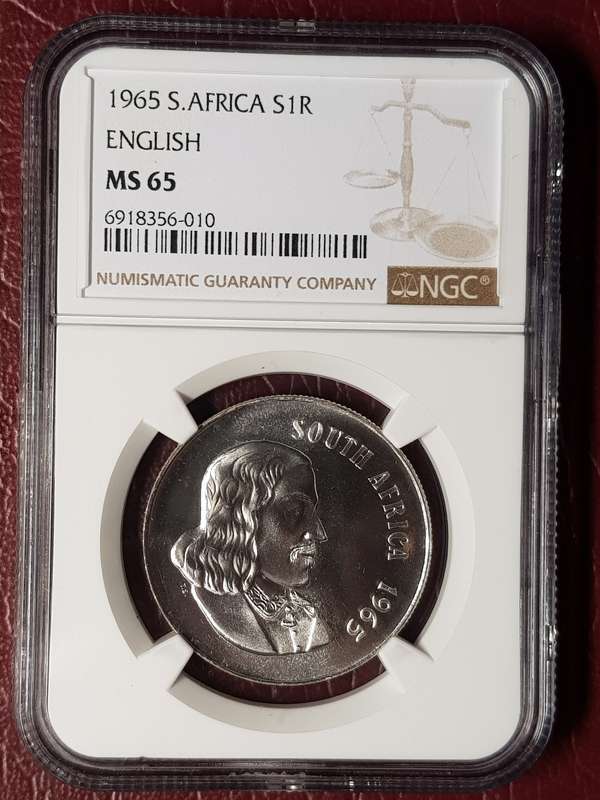 1965 S.AFRICA S1R
ENGLISH
MS 65
6918356-010
NUMISMATIC GUARANTY COMPANY
NGC®
SOUTH AFRICA 1965